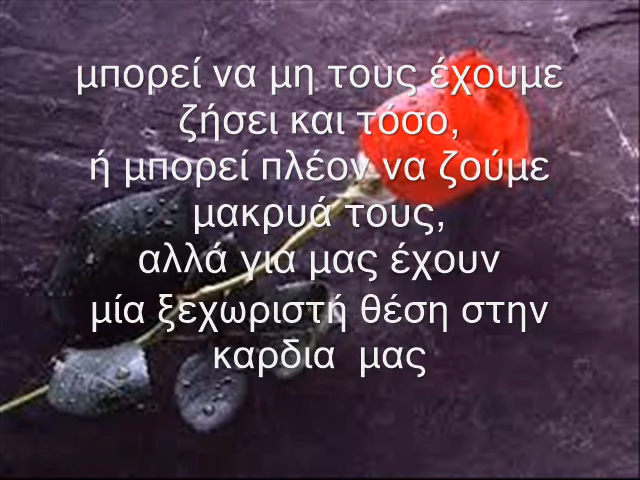 μπορεί να μη τους έχουμε
ζήσει και τόσο,
ή μπορεί πλέον να ζούμε
μακρυά τους,
αλλά για μας έχουν
μία ξεχωριστή θέση στην
καρδια  μας